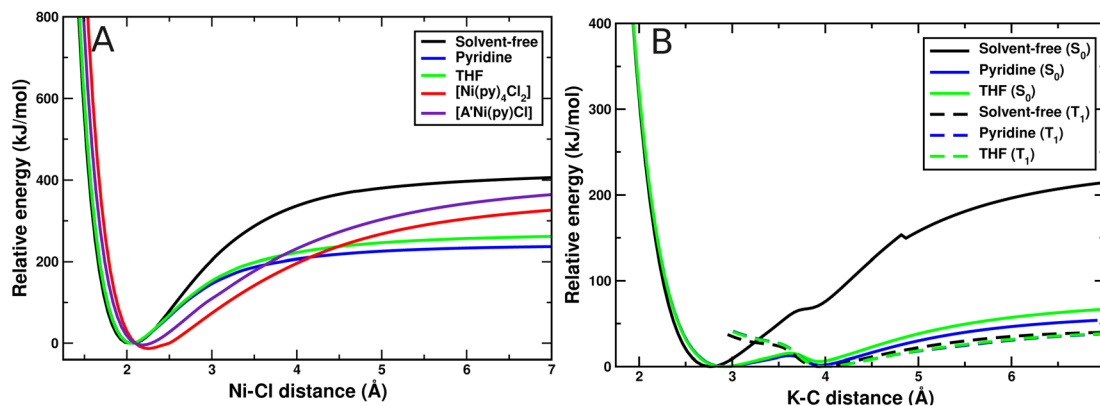 A
Relative energy (kJ/mol)
800
600
400
200
0
2
3
4
5
6
7
Ni-Cl distance (Å)
Solvent-free
Pyridine
THF
[Ni(py)4Cl2]
[A'Ni(py)Cl]
B
Relative energy (kJ/mol)
400
300
200
100
0
2
3
4
5
6
K-C distance (Å)
Solvent-free (S0)
Pyridine (S0)
THF (S0)
Solvent-free (T1)
Pyridine (T1)
THF (T1)